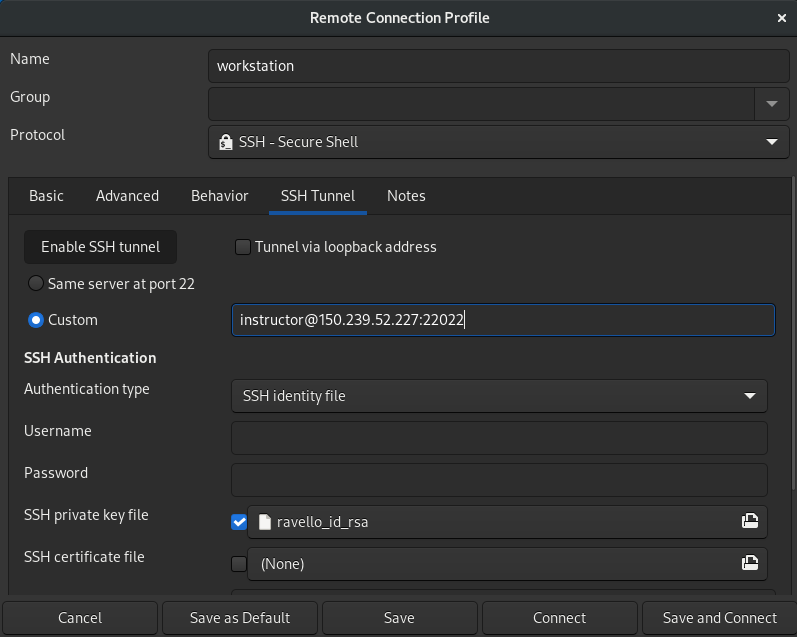 Remote Connection Profile
Name
workstation
Group
Protocol
SSH - Secure Shell
Basic Advanced Behavior SSH Tunnel Notes
Enable SSH tunnel Tunnel via loopback address
Same server at port 22
Custom instructor@150.239.52.227:22022
SSH Authentication
Authentication type SSH identity file
Username
Password
SSH private key file ravello_id_rsa
SSH certificate file (None)
Cancel Save as Default Save Connect Save and Connect